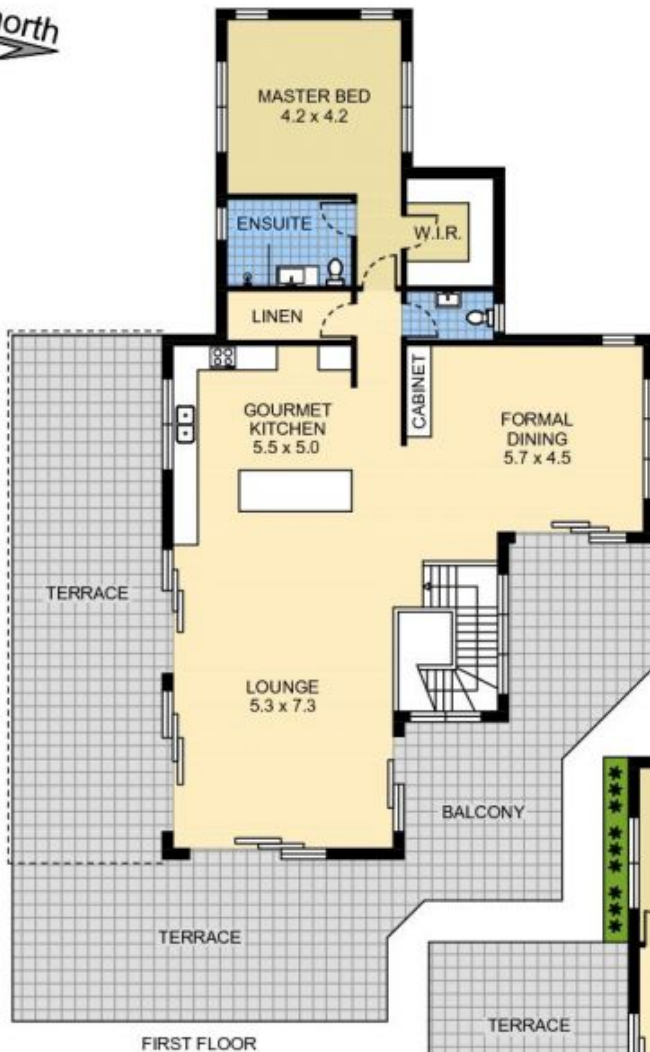 north
MASTER BED
4.2 x 4.2
ENSUITE
W.I.R.
LINEN
CABINET
GOURMET
KITCHEN
5.5 x 5.0
FORMAL
DINING
5.7 x 4.5
TERRACE
LOUNGE
5.3 x 7.3
BALCONY
TERRACE
TERRACE
FIRST FLOOR